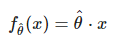 f_θ̂(x) = θ̂ · x